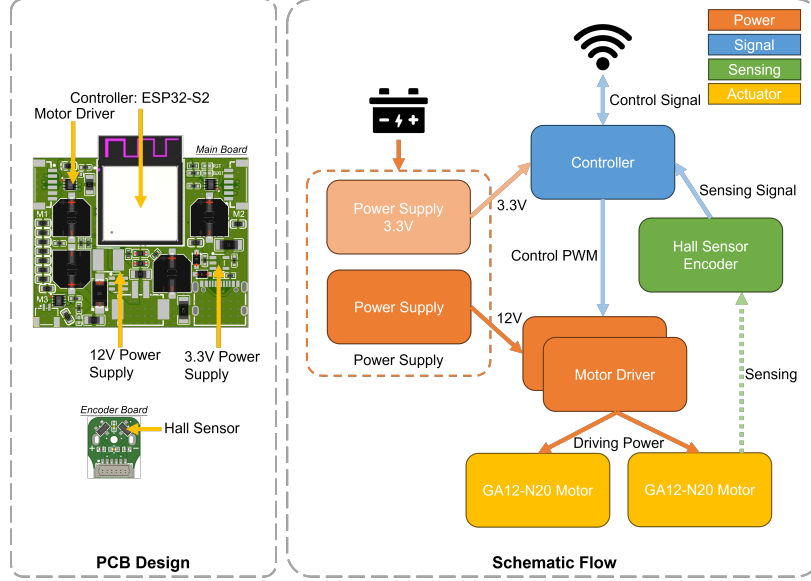 Controller: ESP32-S2
Motor Driver
Main Board
M1
M2
M3
12V Power
Supply
3.3V Power
Supply
Encoder Board
Hall Sensor
PCB Design
Power
Signal
Sensing
Actuator
Control Signal
Controller
Power Supply
3.3V
3.3V
Sensing Signal
Hall Sensor
Encoder
Control PWM
Power Supply
12V
Power Supply
Motor Driver
Sensing
Driving Power
GA12-N20 Motor
GA12-N20 Motor
Schematic Flow